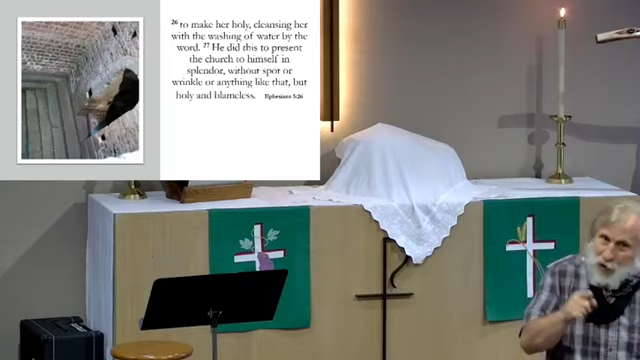 26 to make her holy, cleansing her
with the washing of water by the
word. 27 He did this to present
the church to himself in
splendor, without spot or
wrinkle or anything like that, but
holy and blameless. Ephesians 5:26